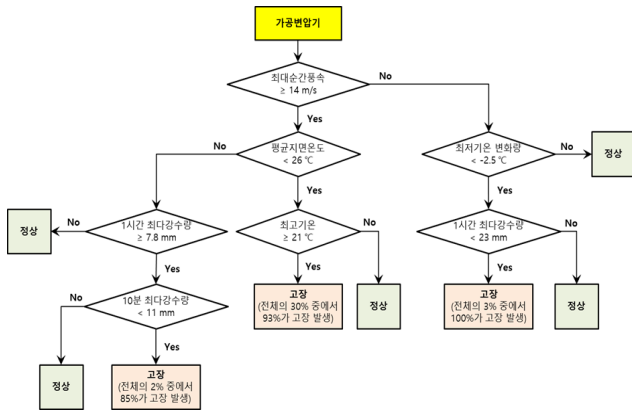 가공변압기
최대순간풍속
≥ 14 m/s
No
Yes
평균지면온도
< 26 ℃
No
Yes
최저기온 변화량
< -2.5 ℃
No
정상
Yes
1시간 최다강수량
≥ 7.8 mm
No
정상
Yes
최고기온
≥ 21 ℃
No
Yes
1시간 최다강수량
< 23 mm
No
Yes
10분 최다강수량
< 11 mm
No
Yes
고장
(전체의 30% 중에서
93%가 고장 발생)
정상
고장
(전체의 3% 중에서
100%가 고장 발생)
정상
정상
고장
(전체의 2% 중에서
85%가 고장 발생)